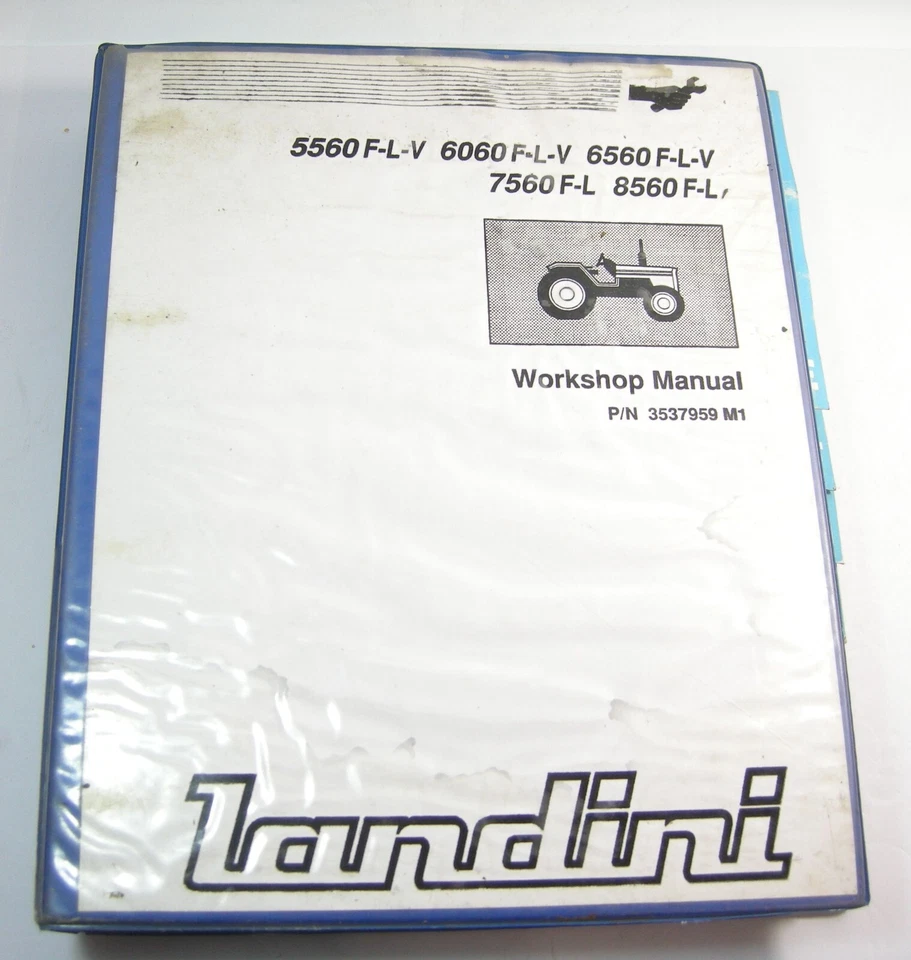 5560 F-L-V 6060 F-L-V 6560 F-L-V
7560 F-L 8560 F-L
Workshop Manual
P/N 3537959 M1
Landini